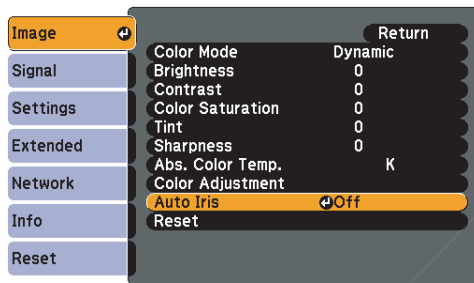 Image
Signal
Settings
Extended
Network
Info
Reset
Return
Color Mode Dynamic
Brightness 0
Contrast 0
Color Saturation 0
Tint 0
Sharpness 0
Abs. Color Temp. K
Color Adjustment
Auto Iris Off
Reset